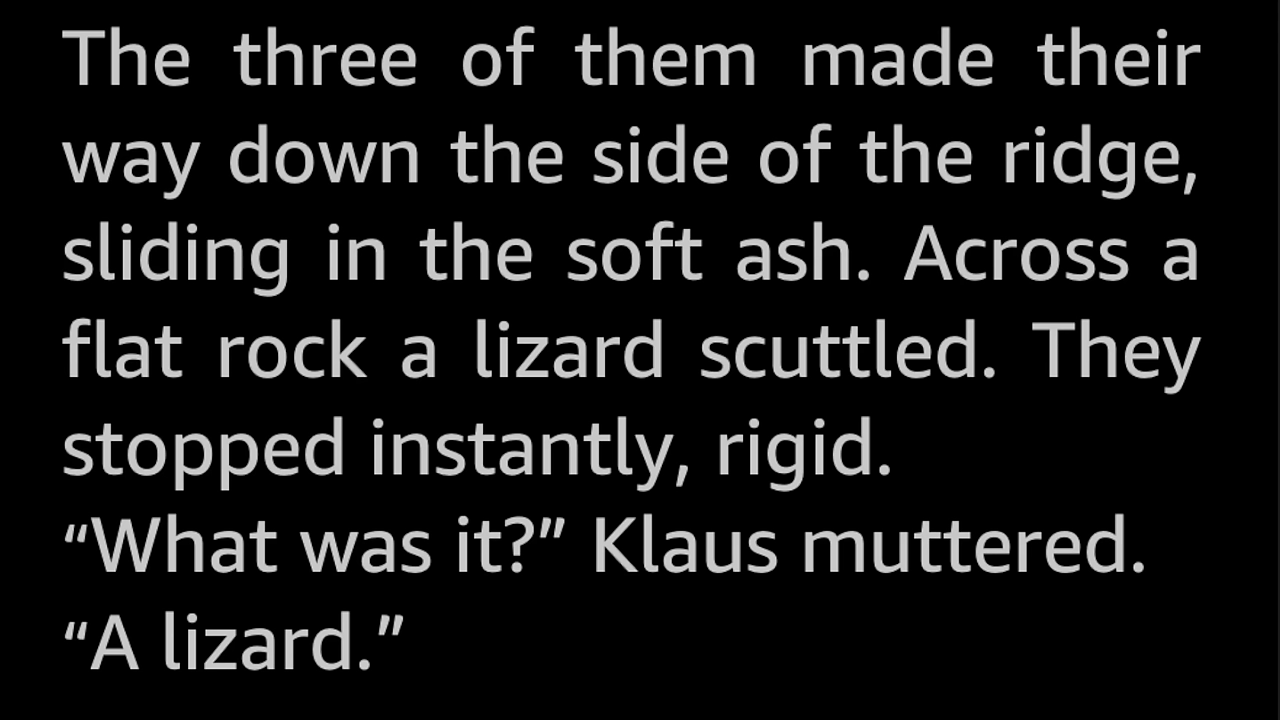 The three of them made their
way down the side of the ridge,
sliding in the soft ash. Across a
flat rock a lizard scuttled. They
stopped instantly, rigid.
“What was it?” Klaus muttered.
“A lizard.”